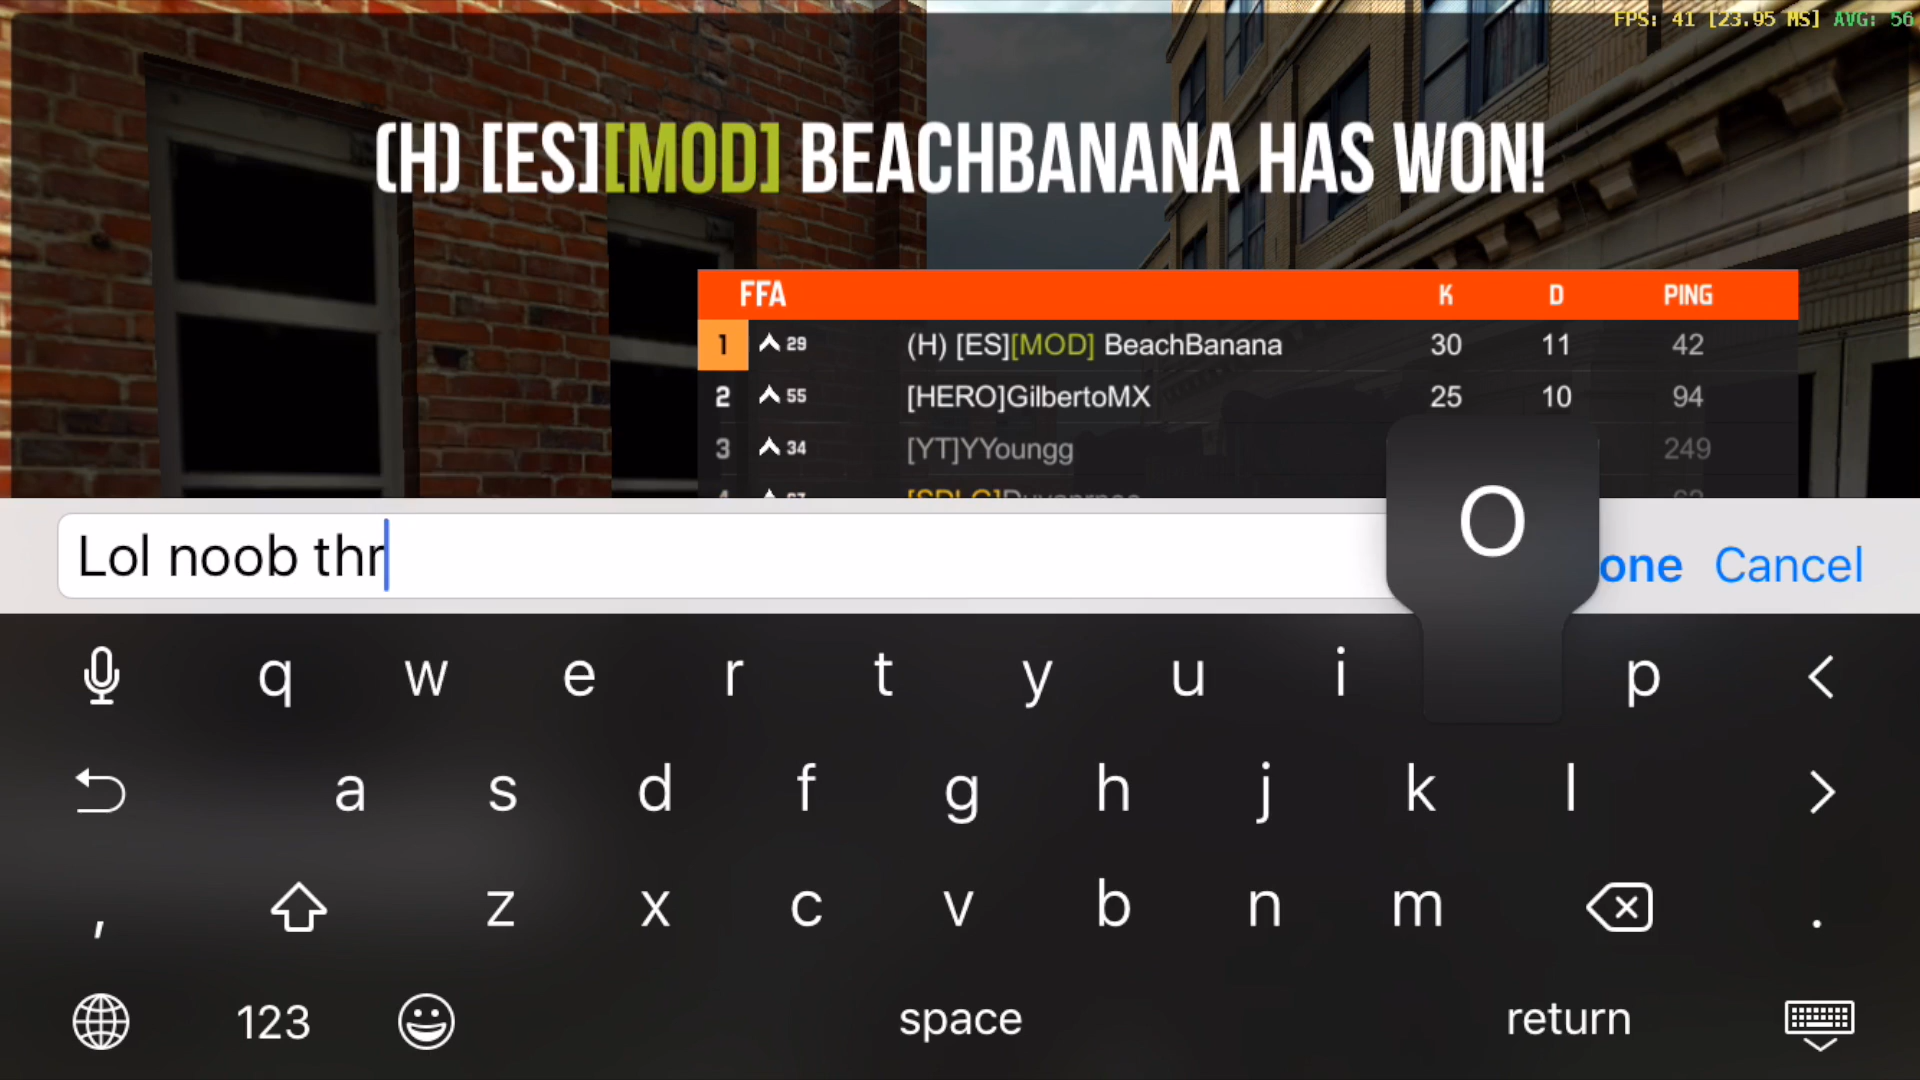 FPS: 41 [23.95 MS] AVG: 56
(H) [ES][MOD] BEACHBANANA HAS WON!
FFA K D PING
1 29 (H) [ES][MOD] BeachBanana 30 11 42
2 55 [HERO]GilbertoMX 25 10 94
3 34 [YT]YYoungg 249
Lol noob thr
O
one Cancel
q w e r t y u i p <
a s d f g h j k l >
, z x c v b n m .
123 space return